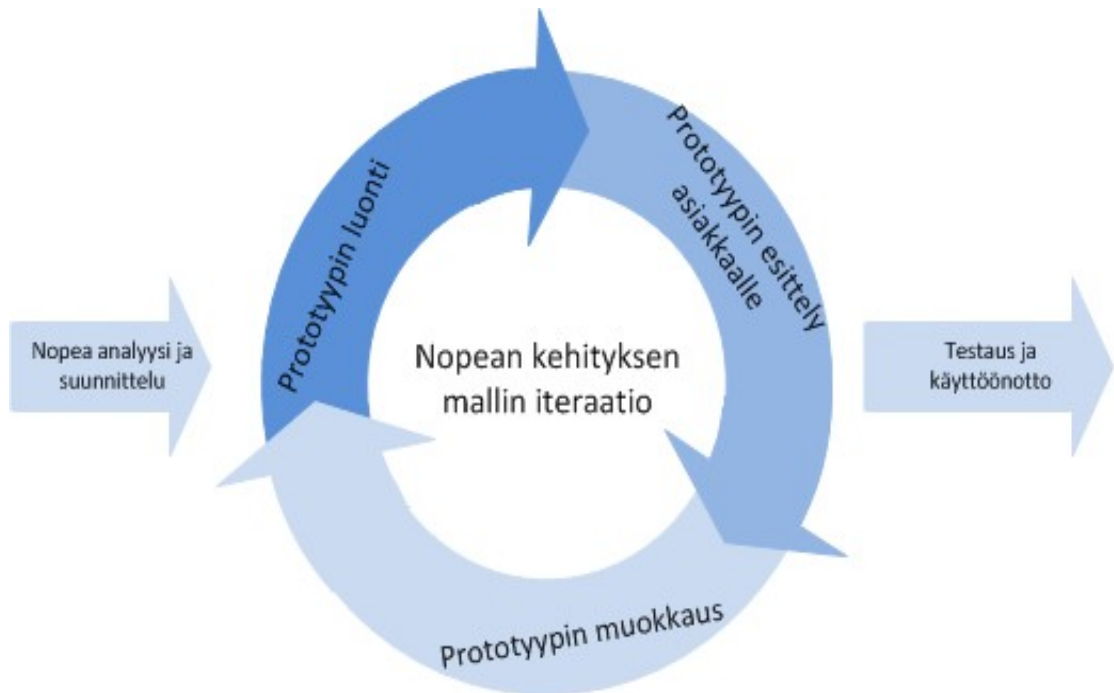 Nopea analyysi ja
suunnittelu
Prototyypin luonti
Prototyypin esittely
asiakkaalle
Prototyypin muokkaus
Nopean kehityksen
mallin iteraatio
Testaus ja
käyttöönotto